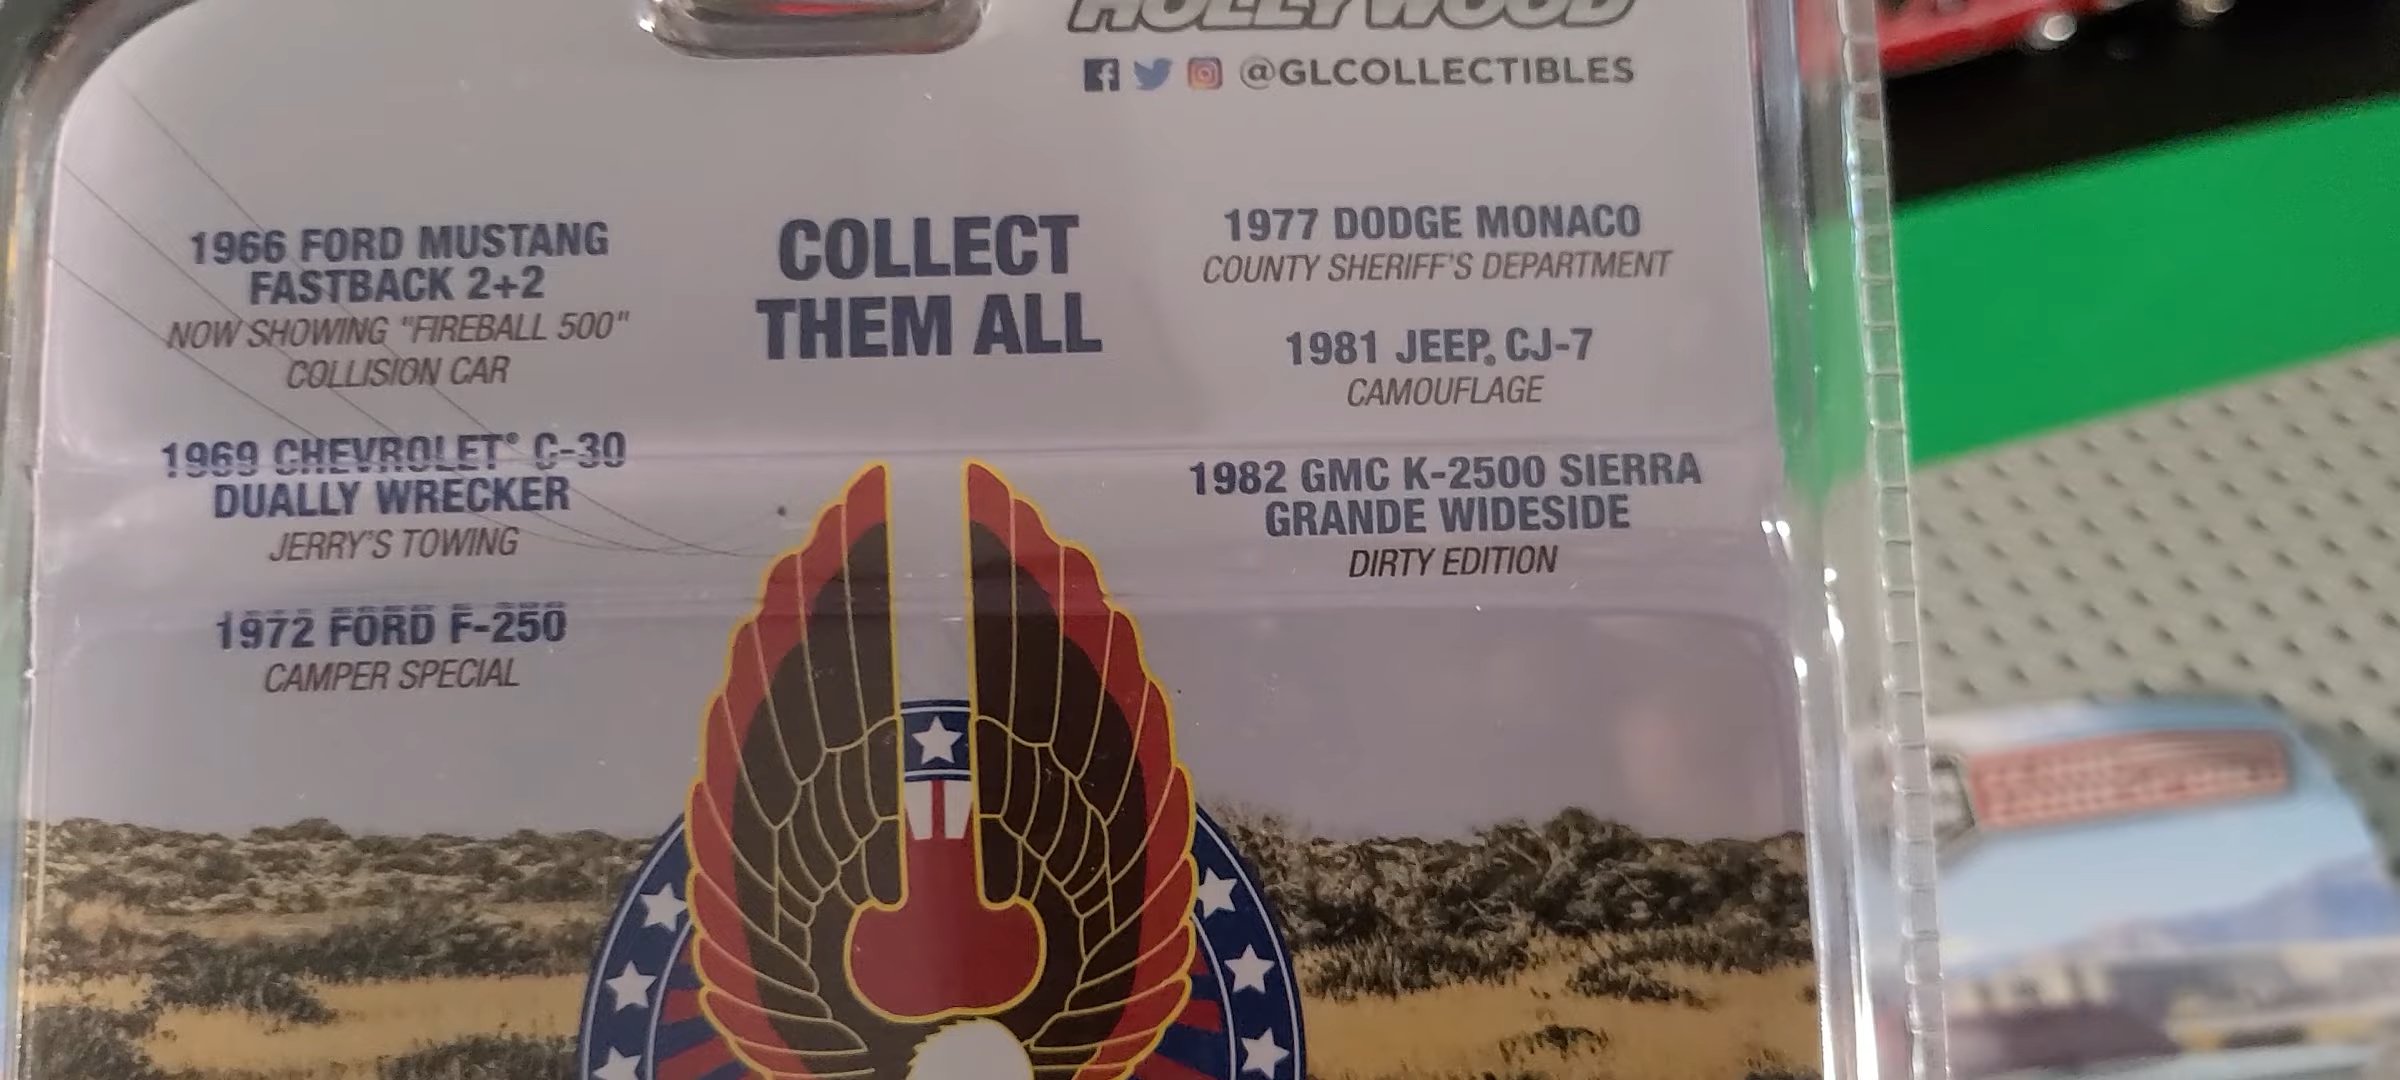 HOLLYWOOD
@GLCOLLECTIBLES
1966 FORD MUSTANG
FASTBACK 2+2
NOW SHOWING "FIREBALL 500"
COLLISION CAR
1969 CHEVROLET® C-30
DUALLY WRECKER
JERRY'S TOWING
1972 FORD F-250
CAMPER SPECIAL
COLLECT
THEM ALL
1977 DODGE MONACO
COUNTY SHERIFF'S DEPARTMENT
1981 JEEP® CJ-7
CAMOUFLAGE
1982 GMC K-2500 SIERRA
GRANDE WIDESIDE
DIRTY EDITION